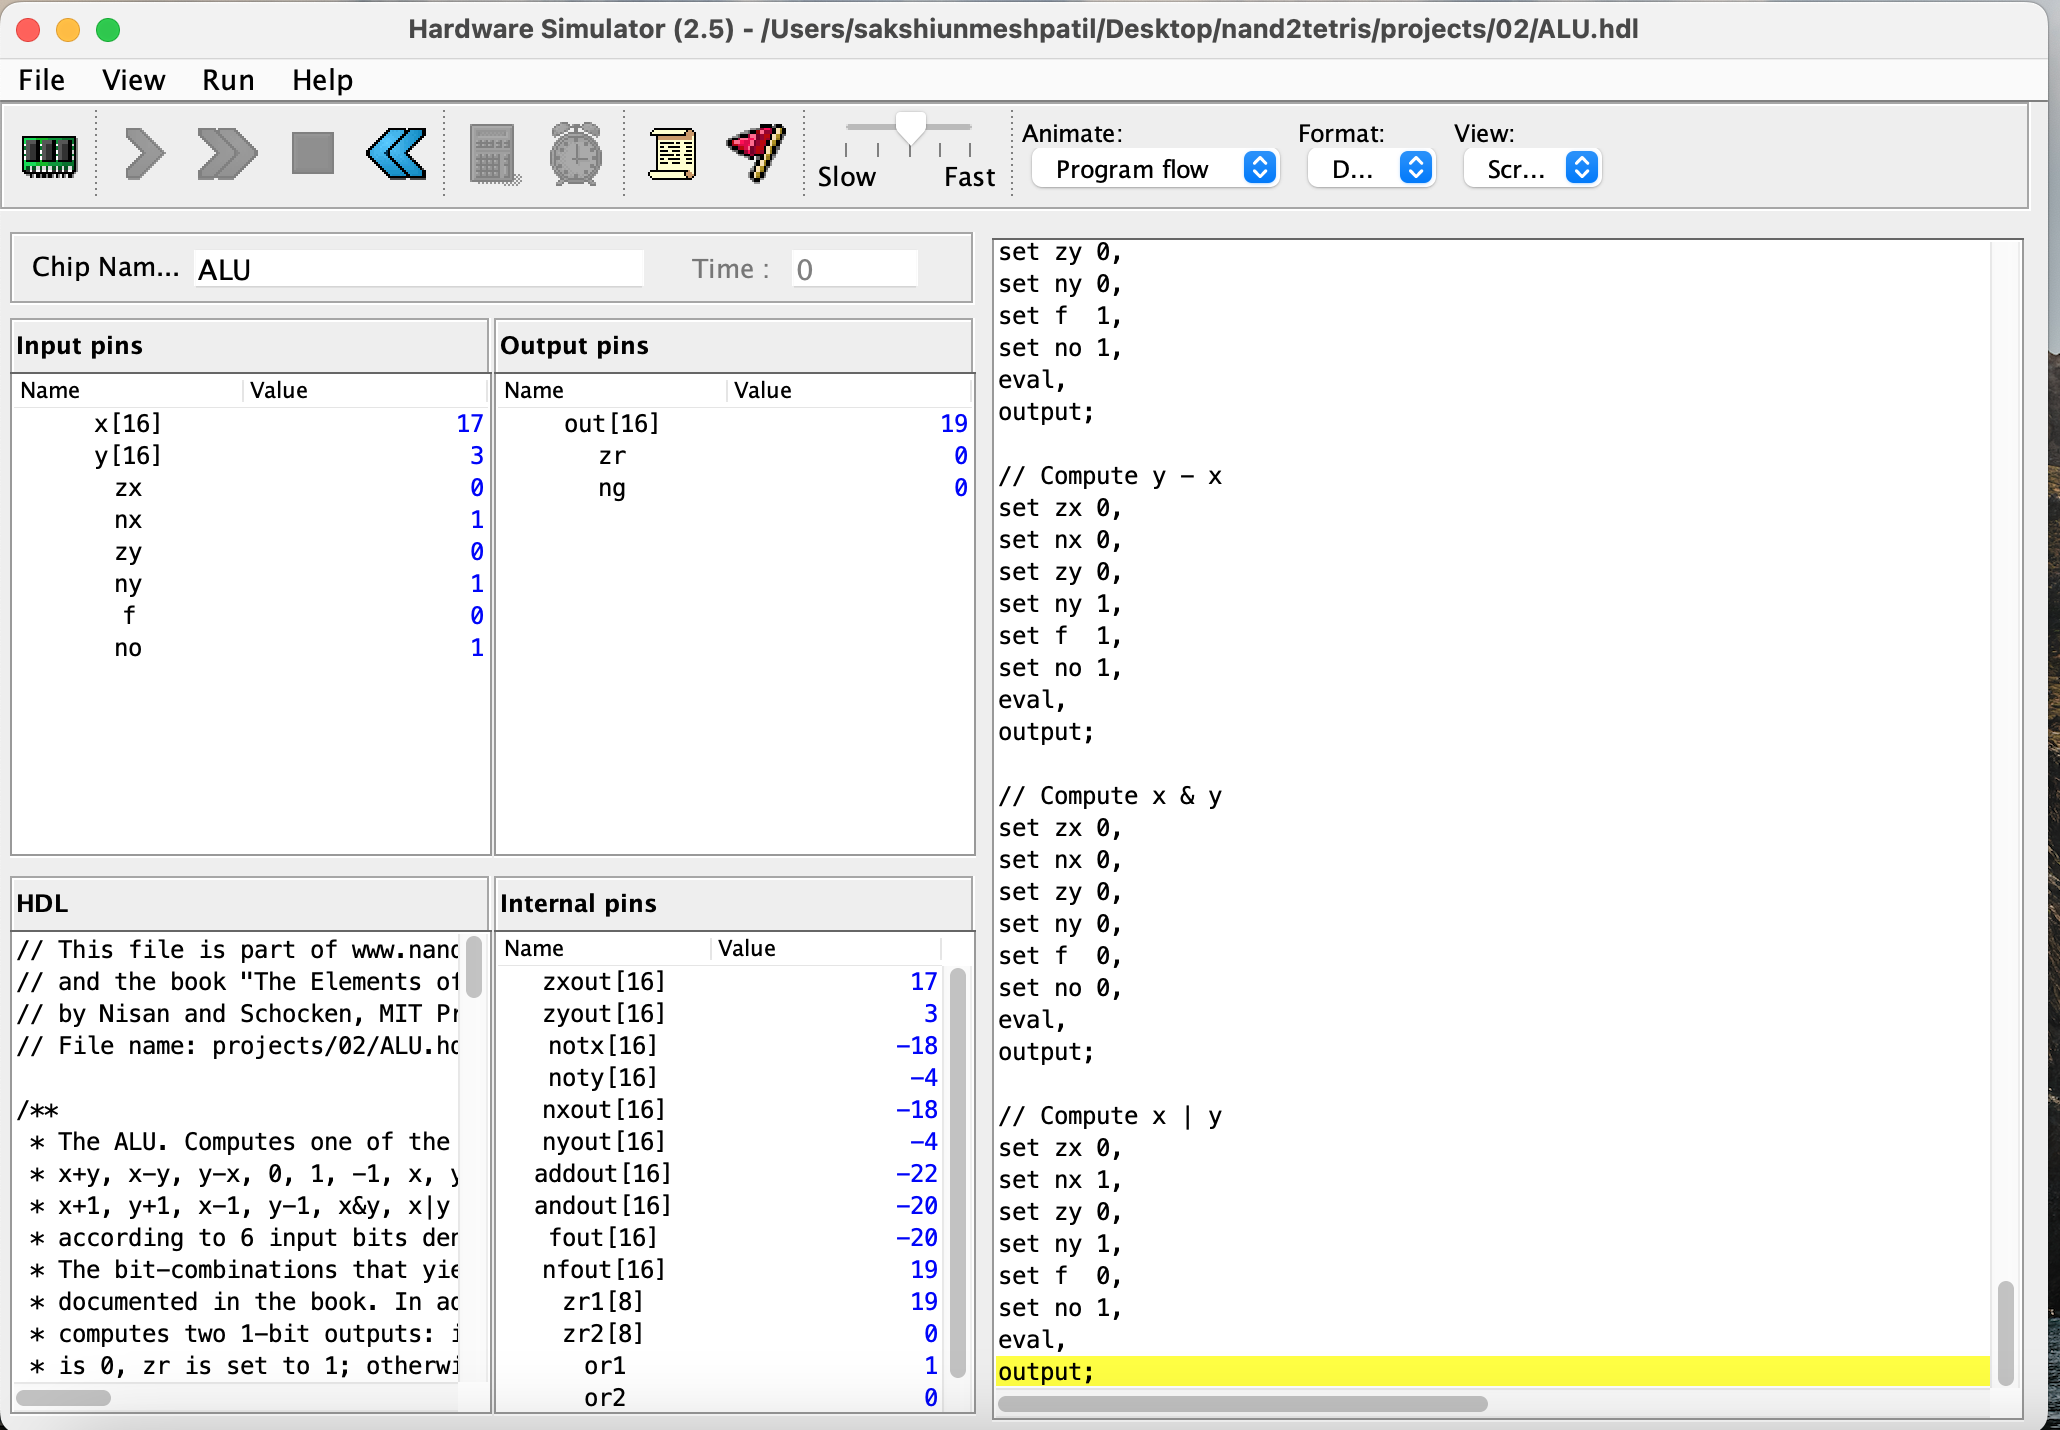 Hardware Simulator (2.5) - /Users/sakshiunmeshpatil/Desktop/nand2tetris/projects/02/ALU.hdl
File View Run Help
Animate: Format: View:
Slow Fast Program flow D... Scr...
Chip Nam... ALU Time : 0
Input pins
Name Value
x[16] 17
y[16] 3
zx 0
nx 1
zy 0
ny 1
f 0
no 1
Output pins
Name Value
out[16] 19
zr 0
ng 0
HDL
// This file is part of www.nand
// and the book "The Elements of
// by Nisan and Schocken, MIT Pr
// File name: projects/02/ALU.hd
/**
* The ALU. Computes one of the
* x+y, x-y, y-x, 0, 1, -1, x, y
* x+1, y+1, x-1, y-1, x&y, x|y
* according to 6 input bits den
* The bit-combinations that yie
* documented in the book. In ad
* computes two 1-bit outputs: i
* is 0, zr is set to 1; otherwi
Internal pins
Name Value
zxout[16] 17
zyout[16] 3
notx[16] -18
noty[16] -4
nxout[16] -18
nyout[16] -4
addout[16] -22
andout[16] -20
fout[16] -20
nfout[16] 19
zr1[8] 19
zr2[8] 0
or1 1
or2 0
set zy 0,
set ny 0,
set f  1,
set no 1,
eval,
output;
// Compute y - x
set zx 0,
set nx 0,
set zy 0,
set ny 1,
set f  1,
set no 1,
eval,
output;
// Compute x & y
set zx 0,
set nx 0,
set zy 0,
set ny 0,
set f  0,
set no 0,
eval,
output;
// Compute x | y
set zx 0,
set nx 1,
set zy 0,
set ny 1,
set f  0,
set no 1,
eval,
output;